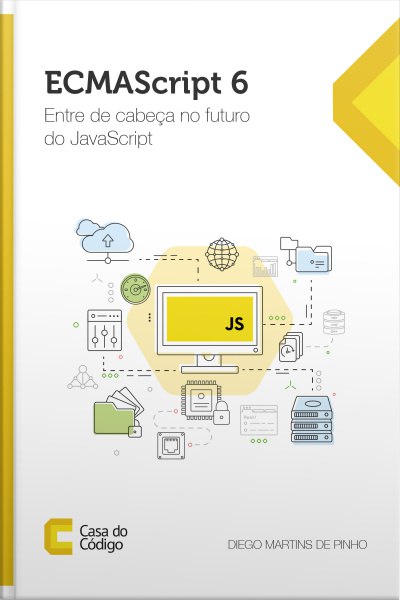 ECMAScript 6
Entre de cabeça no futuro
do JavaScript
JS
Casa do
Código
DIEGO MARTINS DE PINHO